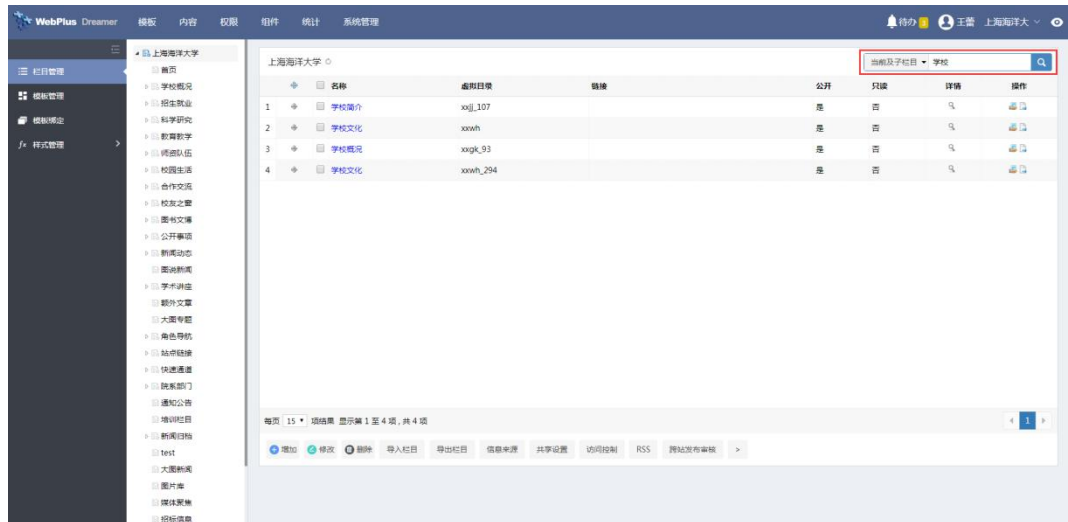 WebPlus Dreamer 模板 内容 权限 组件 统计 系统管理 待办 王蕾 上海海洋大
栏目管理
模板管理
模板绑定
样式管理
上海海洋大学
首页
学校概况
招生就业
科学研究
教育教学
师资队伍
校园生活
合作交流
校友之窗
图书文博
公开事项
新闻动态
图说新闻
学术讲座
额外文章
大图专题
角色导航
站点链接
快速通道
院系部门
通知公告
培训栏目
新闻归档
test
大图新闻
图片库
媒体聚焦
招标信息
上海海洋大学
当前及子栏目 学校
名称 虚拟目录 链接 公开 只读 详情 操作
1 学校简介 xxjj_107 是 否
2 学校文化 xxwh 是 否
3 学校概况 xxgk_93 是 否
4 学校文化 xxwh_294 是 否
每页 15 项结果 显示第 1 至 4 项，共 4 项 1
增加 修改 删除 导入栏目 导出栏目 信息来源 共享设置 访问控制 RSS 跨站发布审核 >